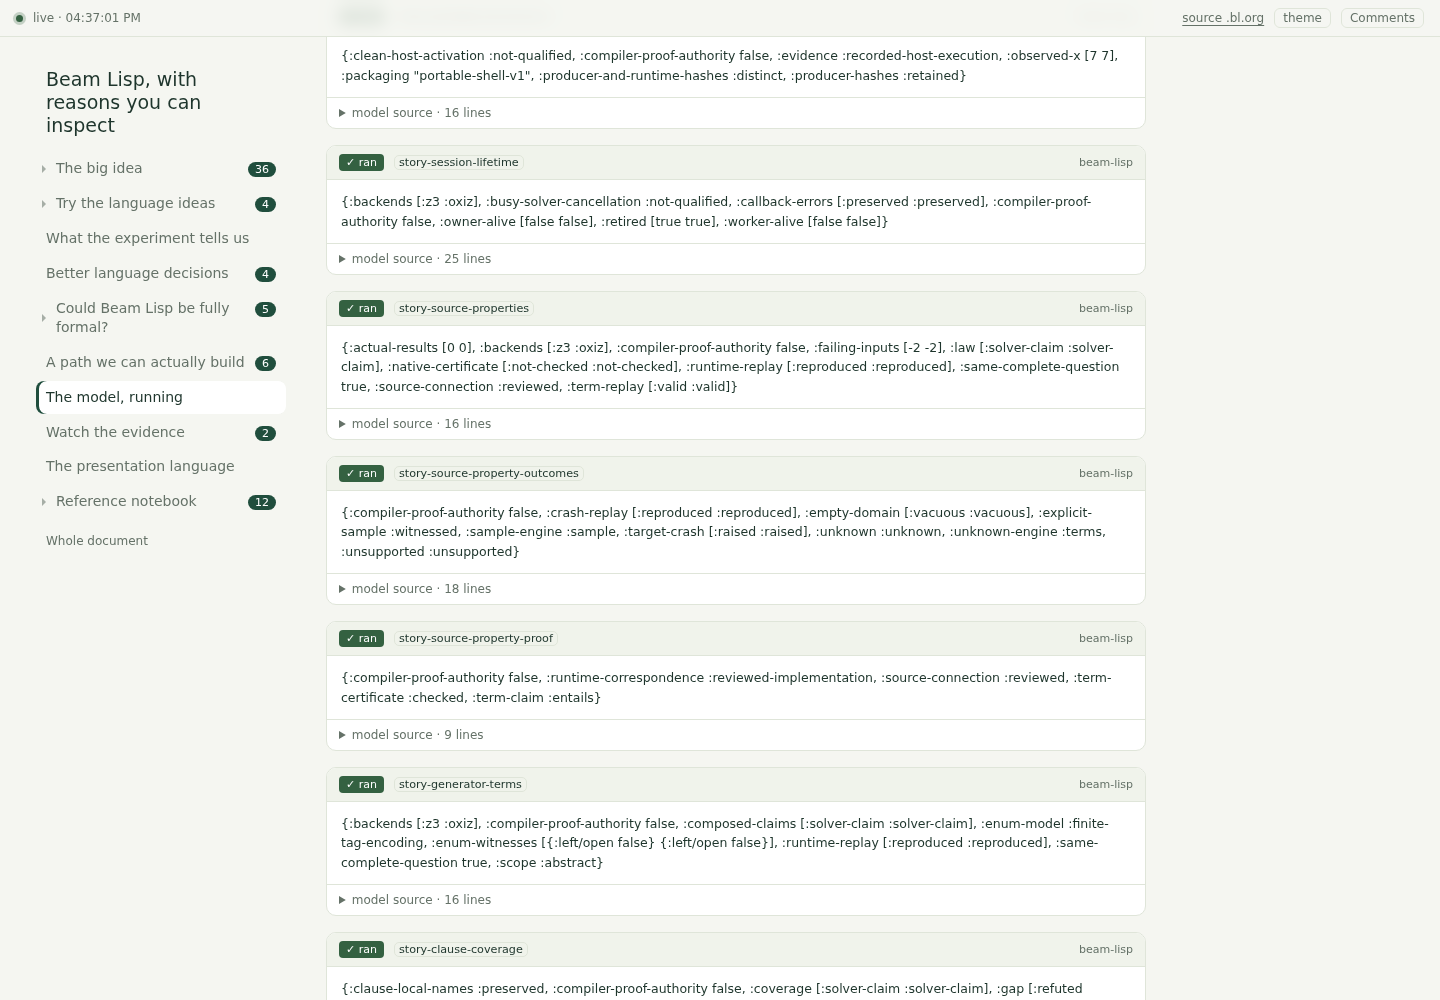 live · 04:37:01 PM
source .bl.org
theme
Comments
Beam Lisp, with
reasons you can
inspect
The big idea 36
Try the language ideas 4
What the experiment tells us
Better language decisions 4
Could Beam Lisp be fully
formal? 5
A path we can actually build 6
The model, running
Watch the evidence 2
The presentation language
Reference notebook 12
Whole document
{:clean-host-activation :not-qualified, :compiler-proof-authority false, :evidence :recorded-host-execution, :observed-x [7 7],
:packaging "portable-shell-v1", :producer-and-runtime-hashes :distinct, :producer-hashes :retained}
▶ model source · 16 lines
✓ ran story-session-lifetime beam-lisp
{:backends [:z3 :oxiz], :busy-solver-cancellation :not-qualified, :callback-errors [:preserved :preserved], :compiler-proof-
authority false, :owner-alive [false false], :retired [true true], :worker-alive [false false]}
▶ model source · 25 lines
✓ ran story-source-properties beam-lisp
{:actual-results [0 0], :backends [:z3 :oxiz], :compiler-proof-authority false, :failing-inputs [-2 -2], :law [:solver-claim :solver-
claim], :native-certificate [:not-checked :not-checked], :runtime-replay [:reproduced :reproduced], :same-complete-question
true, :source-connection :reviewed, :term-replay [:valid :valid]}
▶ model source · 16 lines
✓ ran story-source-property-outcomes beam-lisp
{:compiler-proof-authority false, :crash-replay [:reproduced :reproduced], :empty-domain [:vacuous :vacuous], :explicit-
sample :witnessed, :sample-engine :sample, :target-crash [:raised :raised], :unknown :unknown, :unknown-engine :terms,
:unsupported :unsupported}
▶ model source · 18 lines
✓ ran story-source-property-proof beam-lisp
{:compiler-proof-authority false, :runtime-correspondence :reviewed-implementation, :source-connection :reviewed, :term-
certificate :checked, :term-claim :entails}
▶ model source · 9 lines
✓ ran story-generator-terms beam-lisp
{:backends [:z3 :oxiz], :compiler-proof-authority false, :composed-claims [:solver-claim :solver-claim], :enum-model :finite-
tag-encoding, :enum-witnesses [{:left/open false} {:left/open false}], :runtime-replay [:reproduced :reproduced], :same-
complete-question true, :scope :abstract}
▶ model source · 16 lines
✓ ran story-clause-coverage beam-lisp
{:clause-local-names :preserved, :compiler-proof-authority false, :coverage [:solver-claim :solver-claim], :gap [:refuted